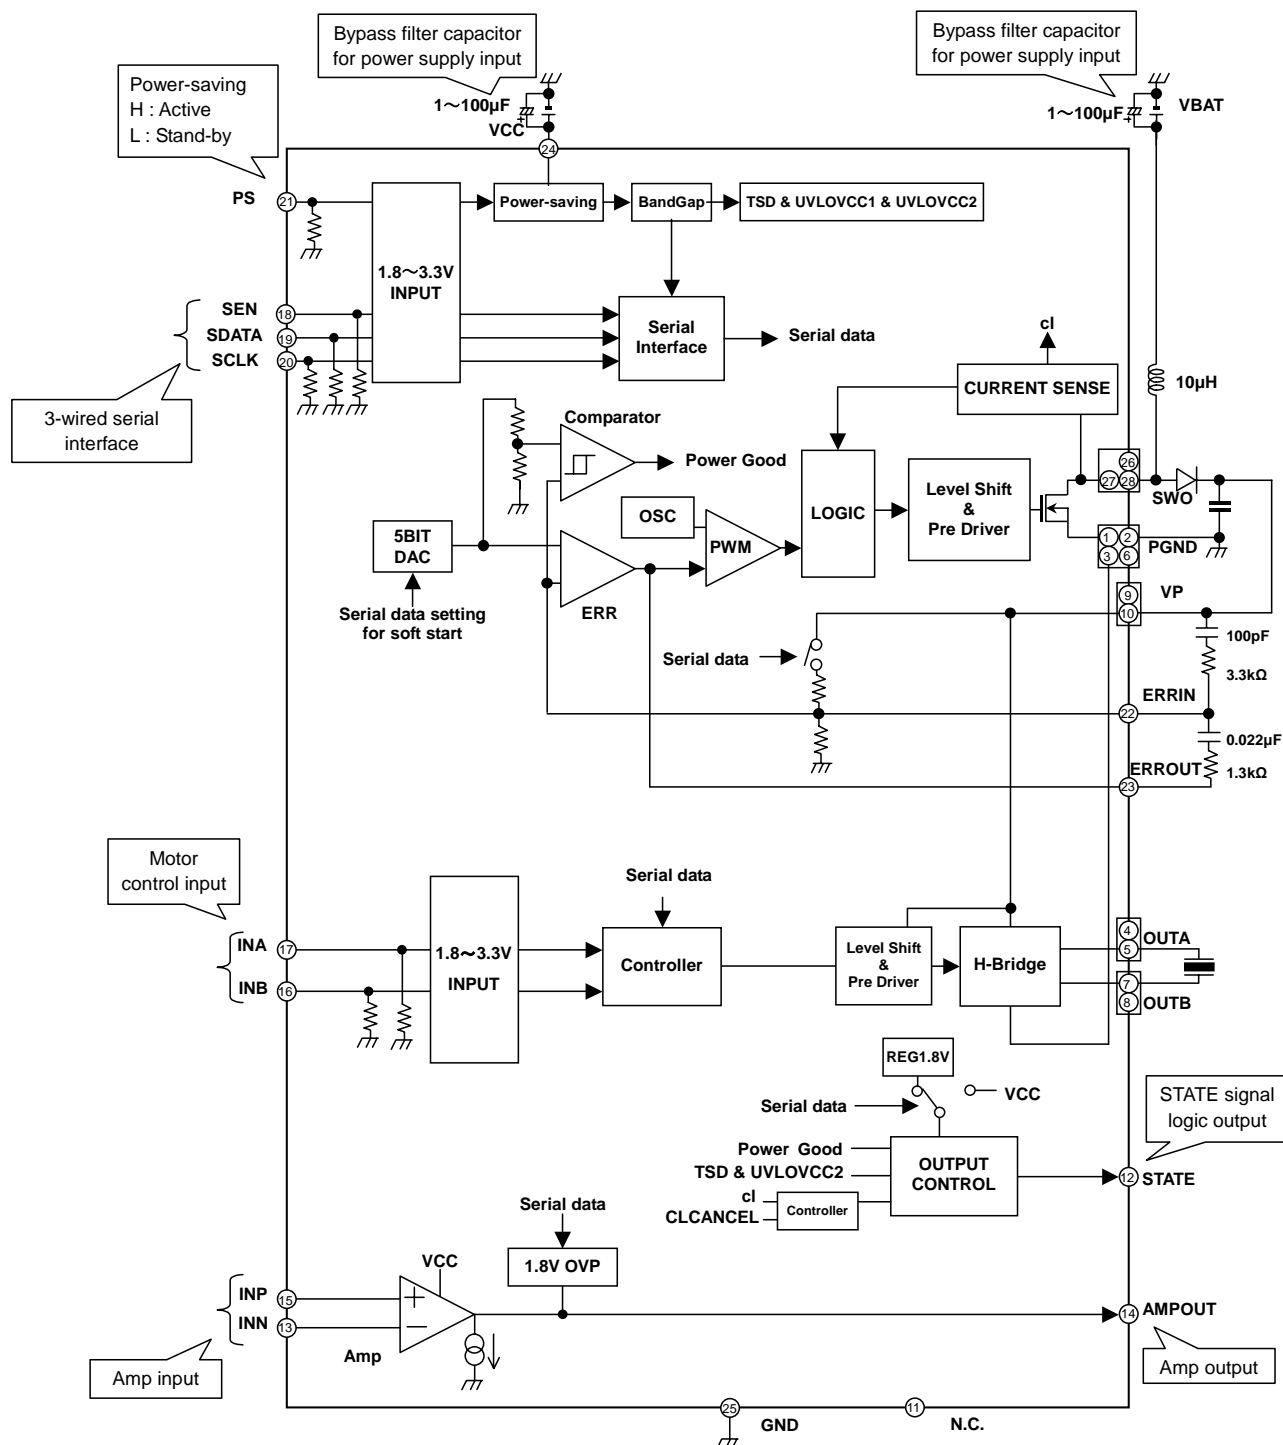 Bypass filter capacitor
for power supply input
Bypass filter capacitor
for power supply input
Power-saving
H : Active
L : Stand-by
1~100µF
VCC
24
1~100µF
VBAT
PS
21
Power-saving
BandGap
TSD & UVLOVCC1 & UVLOVCC2
1.8~3.3V
INPUT
SEN
18
SDATA
19
SCLK
20
Serial
Interface
Serial data
3-wired serial
interface
cl
CURRENT SENSE
10µH
Comparator
Power Good
OSC
PWM
LOGIC
Level Shift
&
Pre Driver
26
27
28
SWO
5BIT
DAC
1
2
3
6
PGND
ERR
Serial data setting
for soft start
9
VP
10
Serial data
100pF
3.3kΩ
ERRIN
22
0.022µF
ERROUT
1.3kΩ
23
Motor
control input
Serial data
INA
17
INB
16
1.8~3.3V
INPUT
Controller
Level Shift
&
Pre Driver
H-Bridge
4
OUTA
5
7
8
OUTB
REG1.8V
VCC
Serial data
STATE signal
logic output
Power Good
TSD & UVLOVCC2
cl
CLCANCEL
Controller
OUTPUT
CONTROL
12
STATE
Serial data
1.8V OVP
VCC
INP
15
INN
13
+
−
Amp
14
AMPOUT
Amp input
Amp output
25
GND
11
N.C.